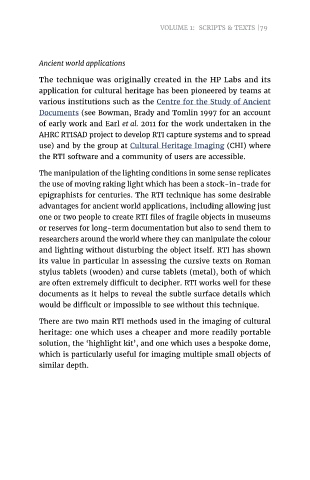 VOLUME 1: SCRIPTS & TEXTS |79
Ancient world applications
The technique was originally created in the HP Labs and its
application for cultural heritage has been pioneered by teams at
various institutions such as the Centre for the Study of Ancient
Documents (see Bowman, Brady and Tomlin 1997 for an account
of early work and Earl et al. 2011 for the work undertaken in the
AHRC RTISAD project to develop RTI capture systems and to spread
use) and by the group at Cultural Heritage Imaging (CHI) where
the RTI software and a community of users are accessible.
The manipulation of the lighting conditions in some sense replicates
the use of moving raking light which has been a stock-in-trade for
epigraphists for centuries. The RTI technique has some desirable
advantages for ancient world applications, including allowing just
one or two people to create RTI files of fragile objects in museums
or reserves for long-term documentation but also to send them to
researchers around the world where they can manipulate the colour
and lighting without disturbing the object itself. RTI has shown
its value in particular in assessing the cursive texts on Roman
stylus tablets (wooden) and curse tablets (metal), both of which
are often extremely difficult to decipher. RTI works well for these
documents as it helps to reveal the subtle surface details which
would be difficult or impossible to see without this technique.
There are two main RTI methods used in the imaging of cultural
heritage: one which uses a cheaper and more readily portable
solution, the ‘highlight kit’, and one which uses a bespoke dome,
which is particularly useful for imaging multiple small objects of
similar depth.